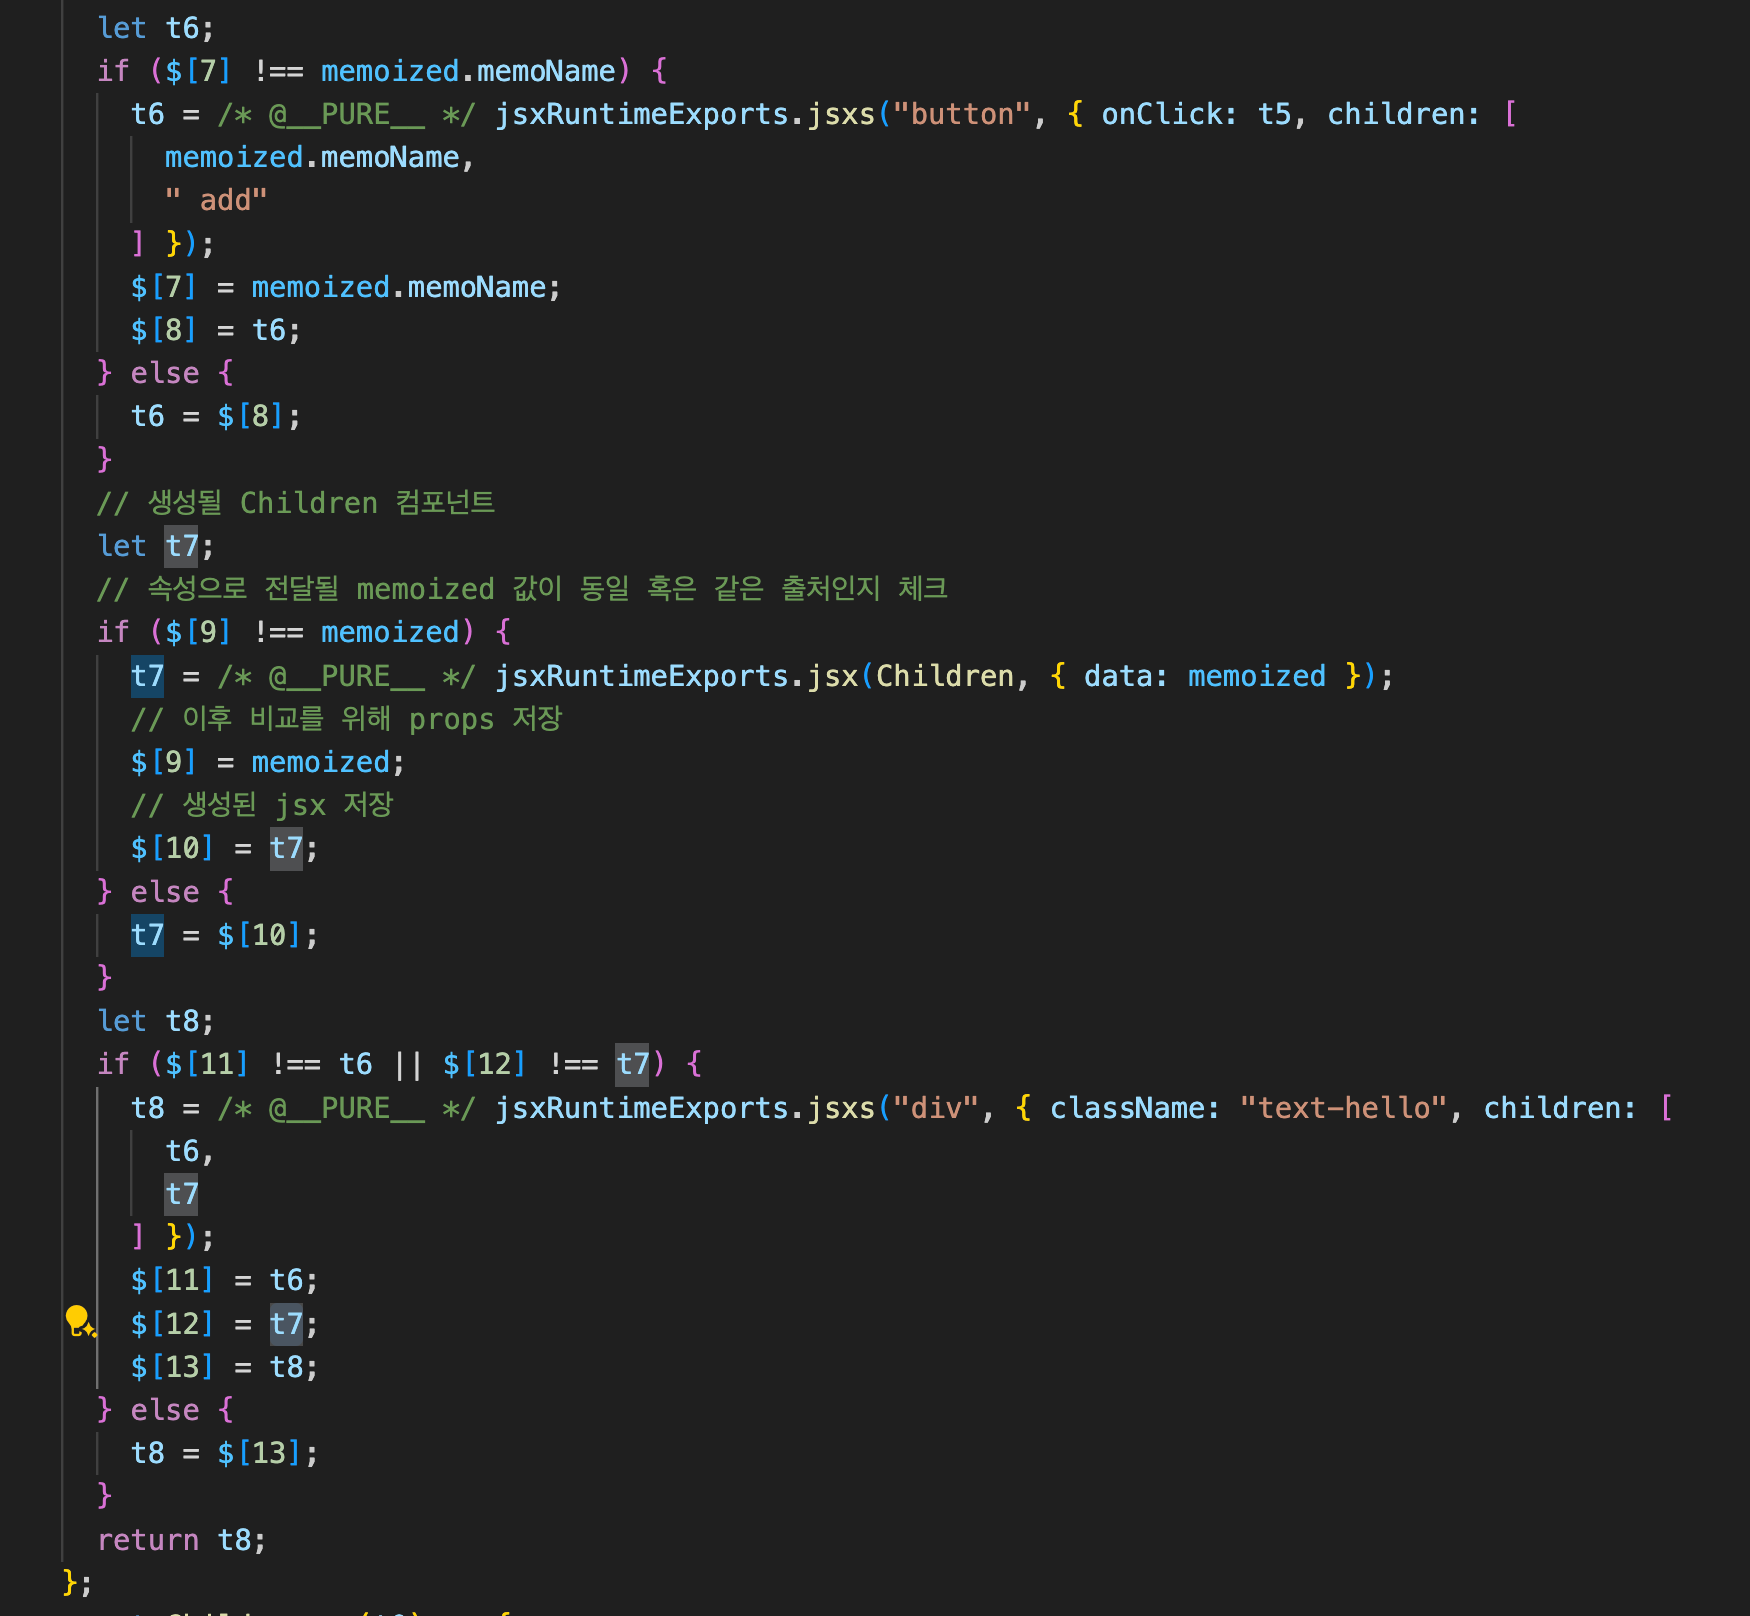 let t6;
if ($[7] !== memoized.memoName) {
t6 = /* @__PURE__ */ jsxRuntimeExports.jsxs("button", { onClick: t5, children: [
memoized.memoName,
" add"
] });
$[7] = memoized.memoName;
$[8] = t6;
} else {
t6 = $[8];
}
// 생성될 Children 컴포넌트
let t7;
// 속성으로 전달될 memoized 값이 동일 혹은 같은 출처인지 체크
if ($[9] !== memoized) {
t7 = /* @__PURE__ */ jsxRuntimeExports.jsx(Children, { data: memoized });
// 이후 비교를 위해 props 저장
$[9] = memoized;
// 생성된 jsx 저장
$[10] = t7;
} else {
t7 = $[10];
}
let t8;
if ($[11] !== t6 || $[12] !== t7) {
t8 = /* @__PURE__ */ jsxRuntimeExports.jsxs("div", { className: "text-hello", children: [
t6,
t7
] });
$[11] = t6;
$[12] = t7;
$[13] = t8;
} else {
t8 = $[13];
}
return t8;
};